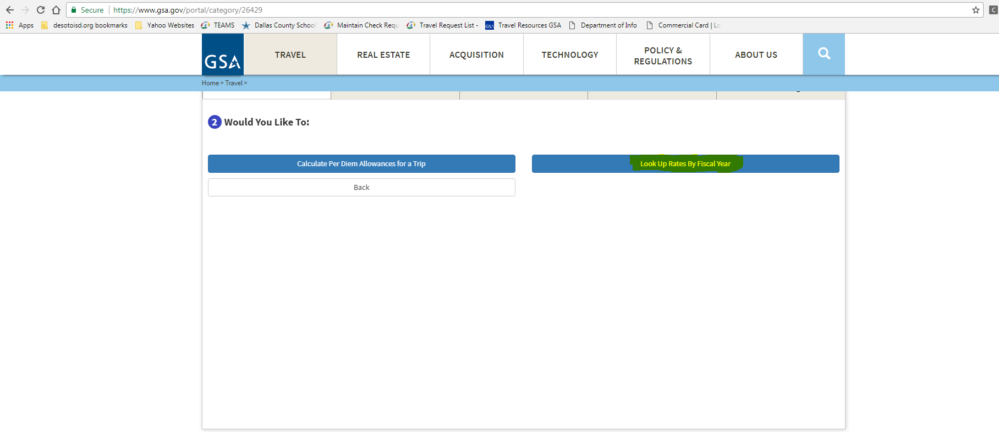 Secure https://www.gsa.gov/portal/category/26429
C
Apps desotoisd.org bookmarks Yahoo Websites TEAMS Dallas County School Maintain Check Requ Travel Request List - GSA Travel Resources GSA Department of Info Commercial Card | Lo
GSA
TRAVEL
REAL ESTATE
ACQUISITION
TECHNOLOGY
POLICY &
REGULATIONS
ABOUT US
Home > Travel >
2 Would You Like To:
Calculate Per Diem Allowances for a Trip
Look Up Rates By Fiscal Year
Back